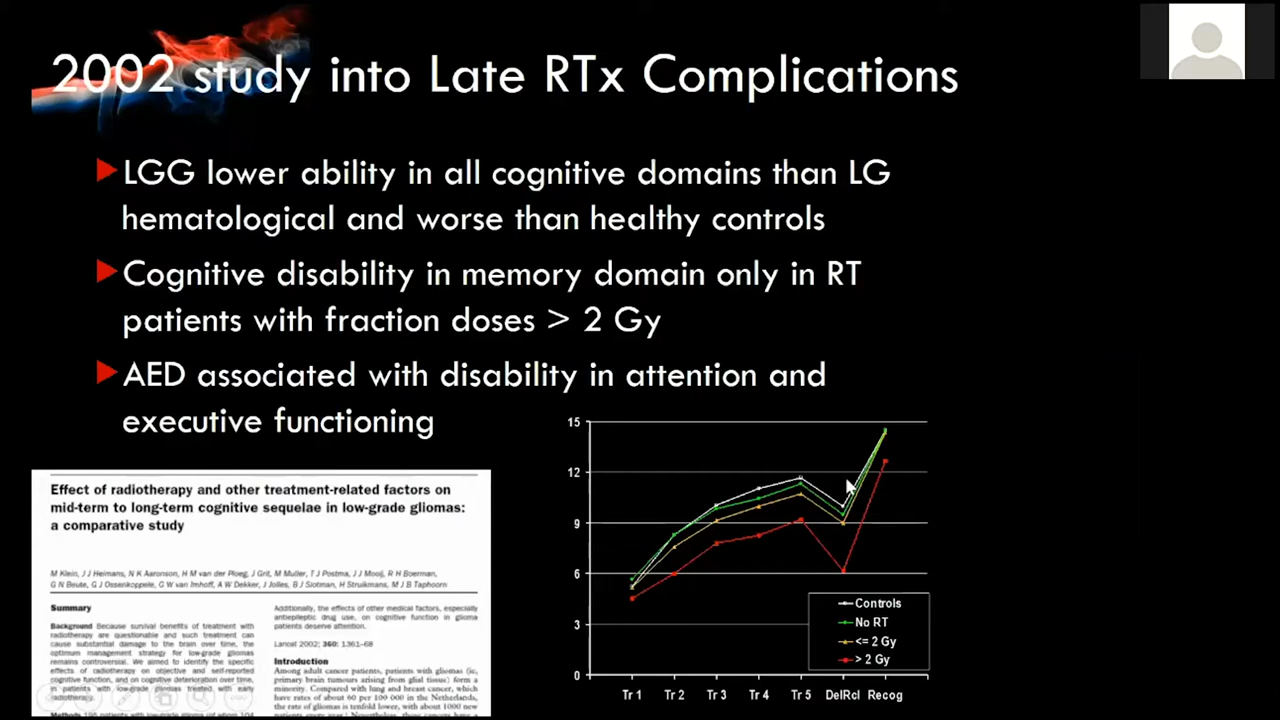 2002 study into Late RTx Complications
LGG lower ability in all cognitive domains than LG
hematological and worse than healthy controls
Cognitive disability in memory domain only in RT
patients with fraction doses > 2 Gy
AED associated with disability in attention and
executive functioning
Effect of radiotherapy and other treatment-related factors on
mid-term to long-term cognitive sequelae in low-grade gliomas:
a comparative study
M Klein, J J Heimans, N K Aaronson, H M van der Ploeg, J Grit, M Muller, T J Postma, J J Mooij, R H Boerman,
G N Beute, G J Ossenkoppele, G W van Imhoff, A W Dekker, J Jolles, B J Slotman, H Struikmans, M J B Taphoorn
Summary
Background Because survival benefits of treatment with
radiotherapy are questionable and such treatment can
cause substantial damage to the brain over time, the
optimum management strategy for low-grade gliomas
remains controversial. We aimed to identify the specific
effects of radiotherapy on objective and self-reported
cognitive function, and on cognitive deterioration over time,
in patients with low-grade gliomas treated with early
radiotherapy.
Additionally, the effects of other medical factors, especially
antiepileptic drug use, on cognitive function in glioma
patients deserve attention.
Lancet 2002; 360: 1361–68
Introduction
Among adult cancer patients, patients with gliomas (ie,
primary brain tumours arising from glial tissue) form a
minority. Compared with lung and breast cancer, which
have rates of about 60 per 100 000 in the Netherlands,
the rate of gliomas is tenfold lower, with about 1000 new
15
12
9
6
3
0
Tr 1 Tr 2 Tr 3 Tr 4 Tr 5 DelRcl Recog
Controls
No RT
<= 2 Gy
> 2 Gy